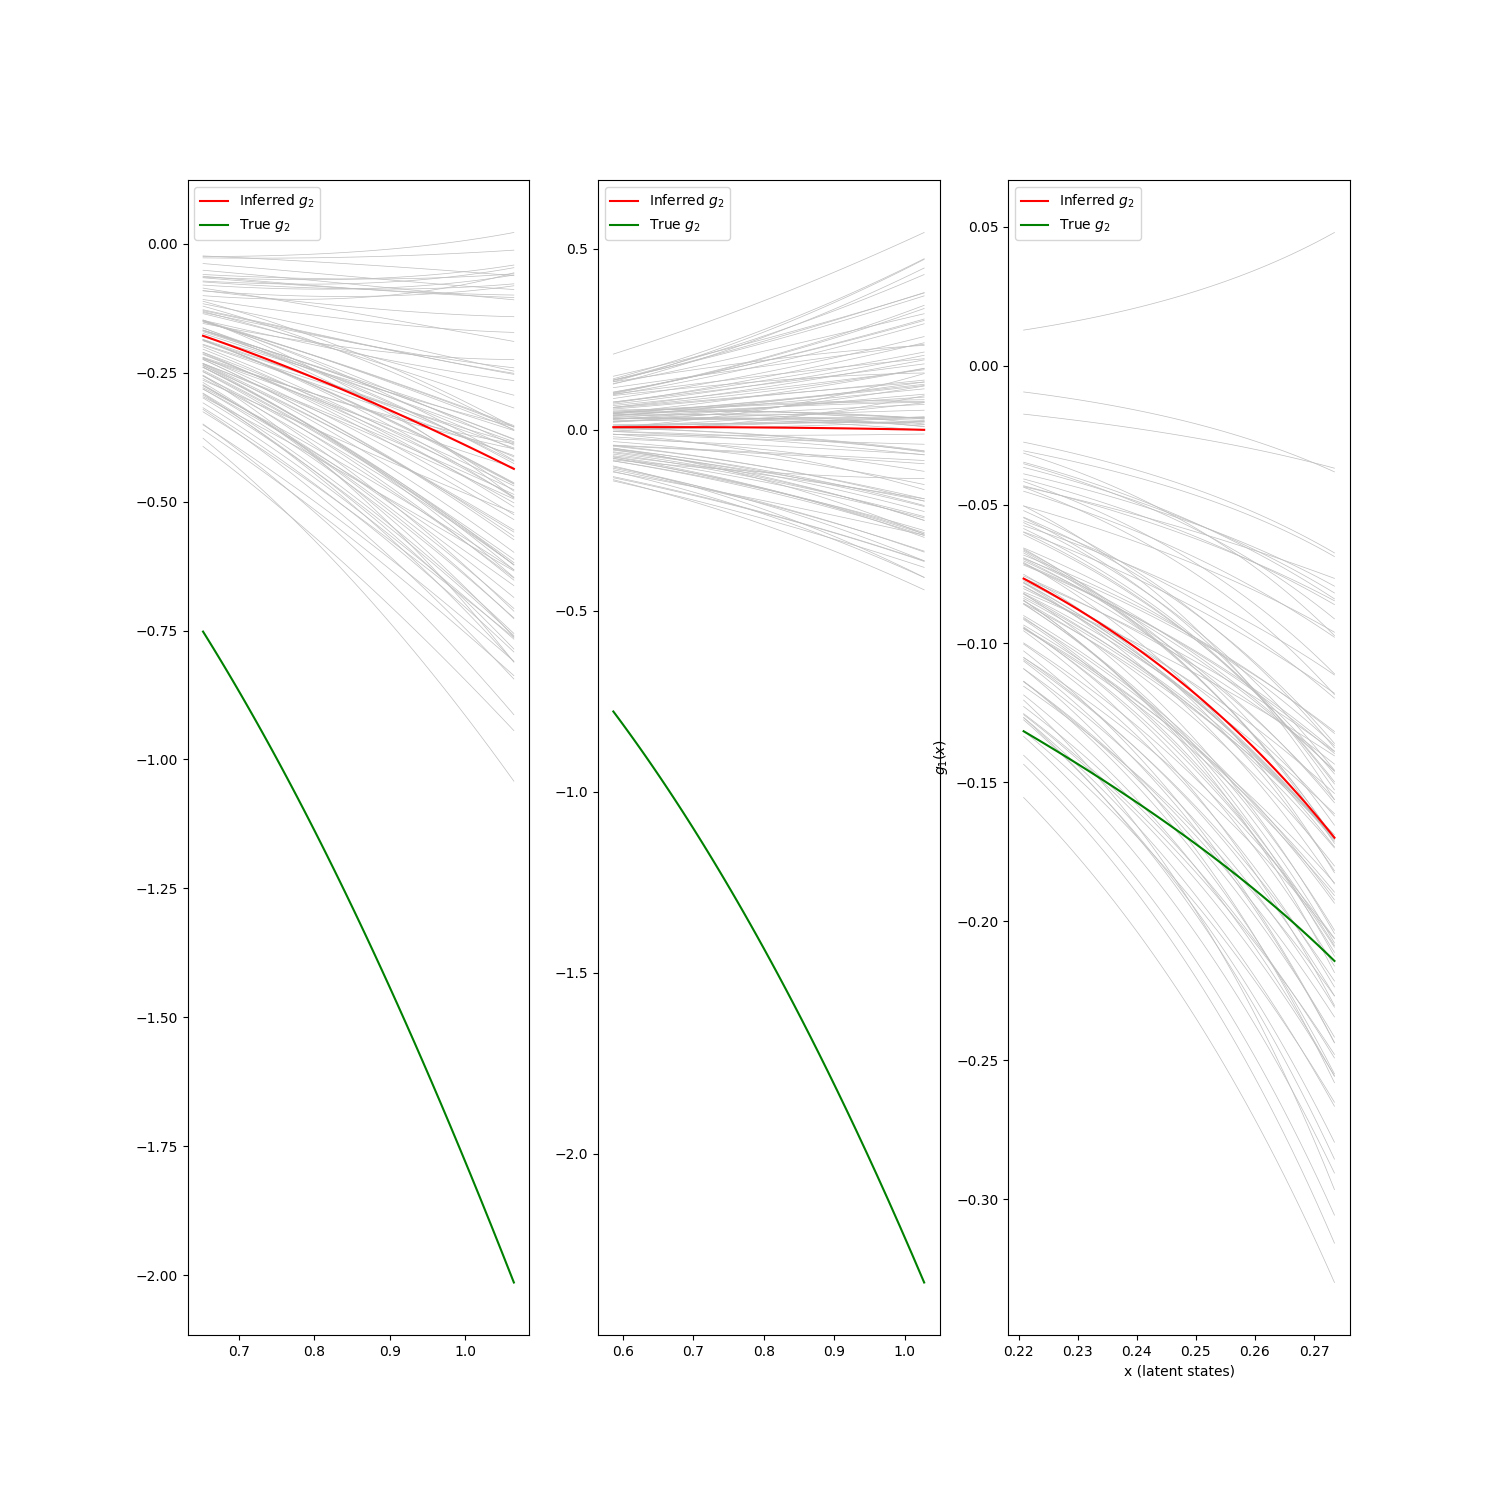 Inferred g₂
True g₂
0.00
−0.25
−0.50
−0.75
−1.00
−1.25
−1.50
−1.75
−2.00
0.7 0.8 0.9 1.0
Inferred g₂
True g₂
0.5
0.0
−0.5
−1.0
−1.5
−2.0
0.6 0.7 0.8 0.9 1.0
g₁(x)
Inferred g₂
True g₂
0.05
0.00
−0.05
−0.10
−0.15
−0.20
−0.25
−0.30
0.22 0.23 0.24 0.25 0.26 0.27
x (latent states)